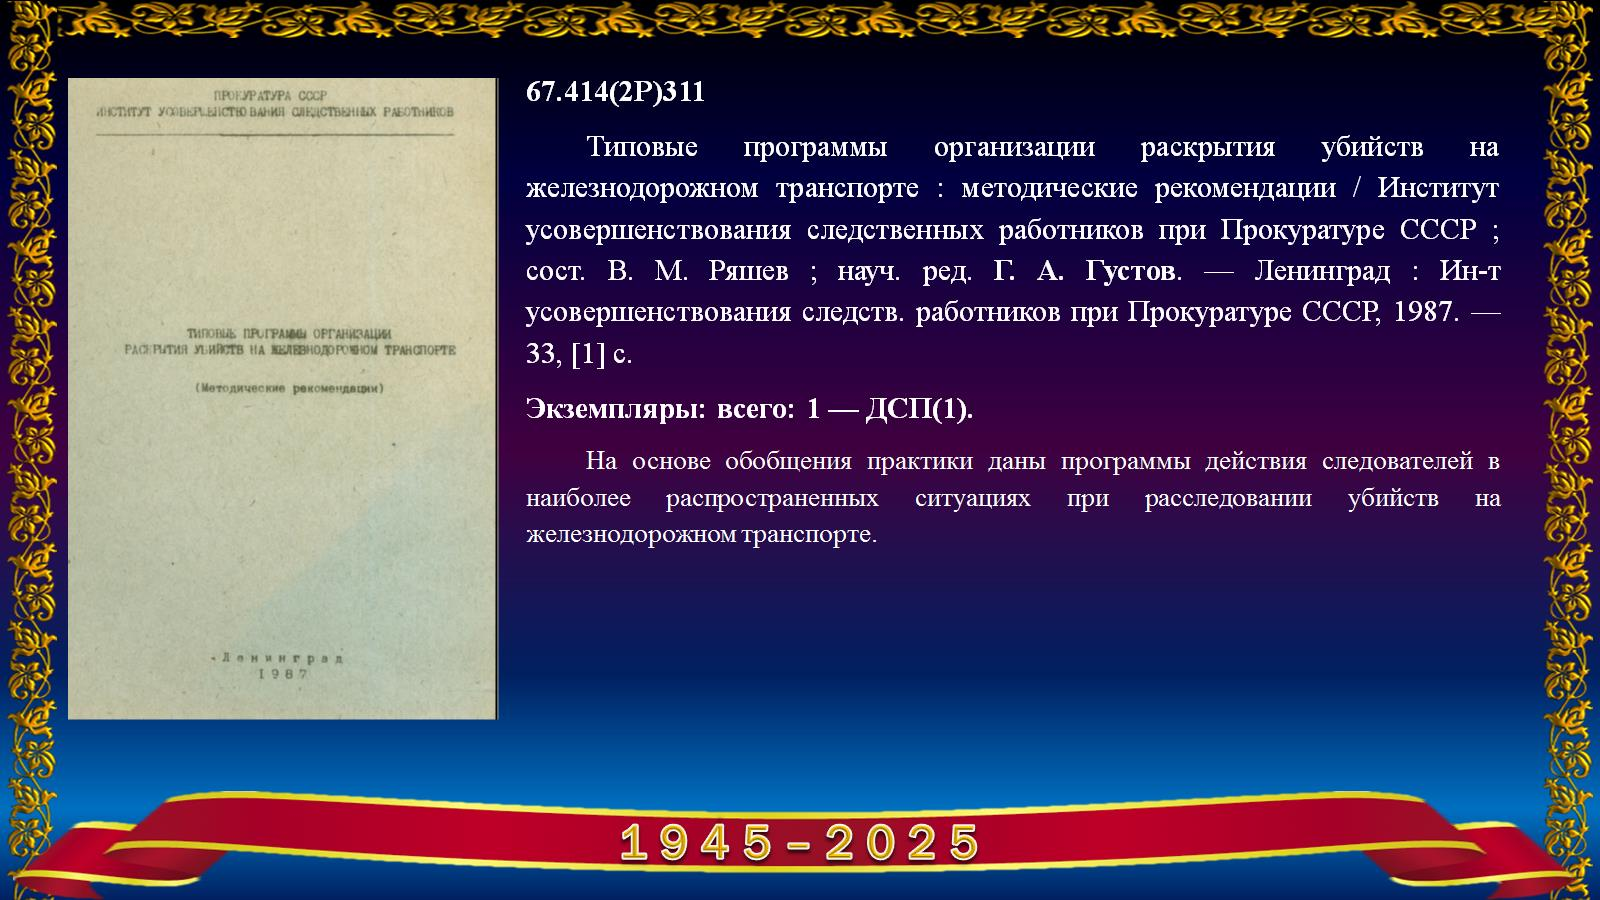 ПРОКУРАТУРА СССР
ИНСТИТУТ УСОВЕРШЕНСТВОВАНИЯ СЛЕДСТВЕННЫХ РАБОТНИКОВ
ТИПОВЫЕ ПРОГРАММЫ ОРГАНИЗАЦИИ
РАСКРЫТИЯ УБИЙСТВ НА ЖЕЛЕЗНОДОРОЖНОМ ТРАНСПОРТЕ
(Методические рекомендации)
Ленинград
1987
67.414(2Р)311
Типовые программы организации раскрытия убийств на
железнодорожном транспорте : методические рекомендации / Институт
усовершенствования следственных работников при Прокуратуре СССР ;
сост. В. М. Ряшев ; науч. ред. Г. А. Густов. — Ленинград : Ин-т
усовершенствования следств. работников при Прокуратуре СССР, 1987. —
33, [1] с.
Экземпляры: всего: 1 — ДСП(1).
На основе обобщения практики даны программы действия следователей в
наиболее распространенных ситуациях при расследовании убийств на
железнодорожном транспорте.
1945–2025